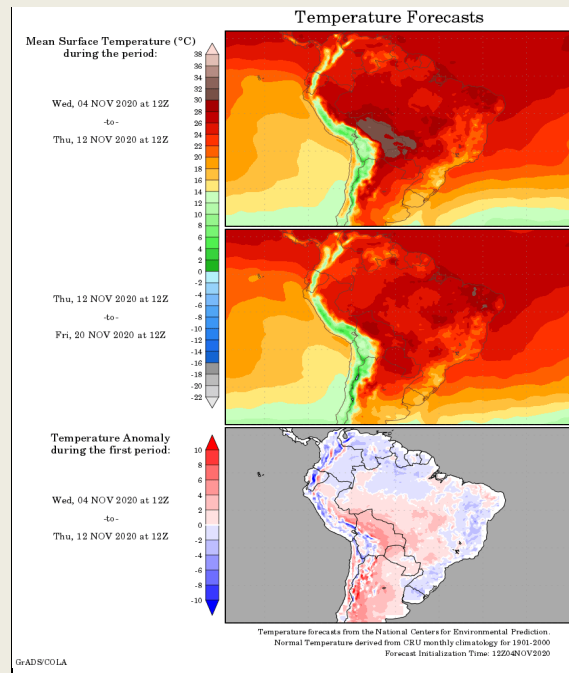 Temperature Forecasts
Mean Surface Temperature (°C)
during the period:
Wed, 04 NOV 2020 at 12Z
-to-
Thu, 12 NOV 2020 at 12Z
38
36
34
33
32
31
30
28
26
24
22
20
18
16
14
12
10
8
6
4
2
0
-2
-4
-6
-8
-10
-12
-14
-16
-18
-20
-22
Thu, 12 NOV 2020 at 12Z
-to-
Fri, 20 NOV 2020 at 12Z
Temperature Anomaly
during the first period:
Wed, 04 NOV 2020 at 12Z
-to-
Thu, 12 NOV 2020 at 12Z
10
8
6
4
2
0
-2
-4
-6
-8
-10
Temperature forecasts from the National Centers for Environmental Prediction.
Normal Temperature derived from CRU monthly climatology for 1901-2000
Forecast Initialization Time: 12Z04NOV2020
GrADS/COLA